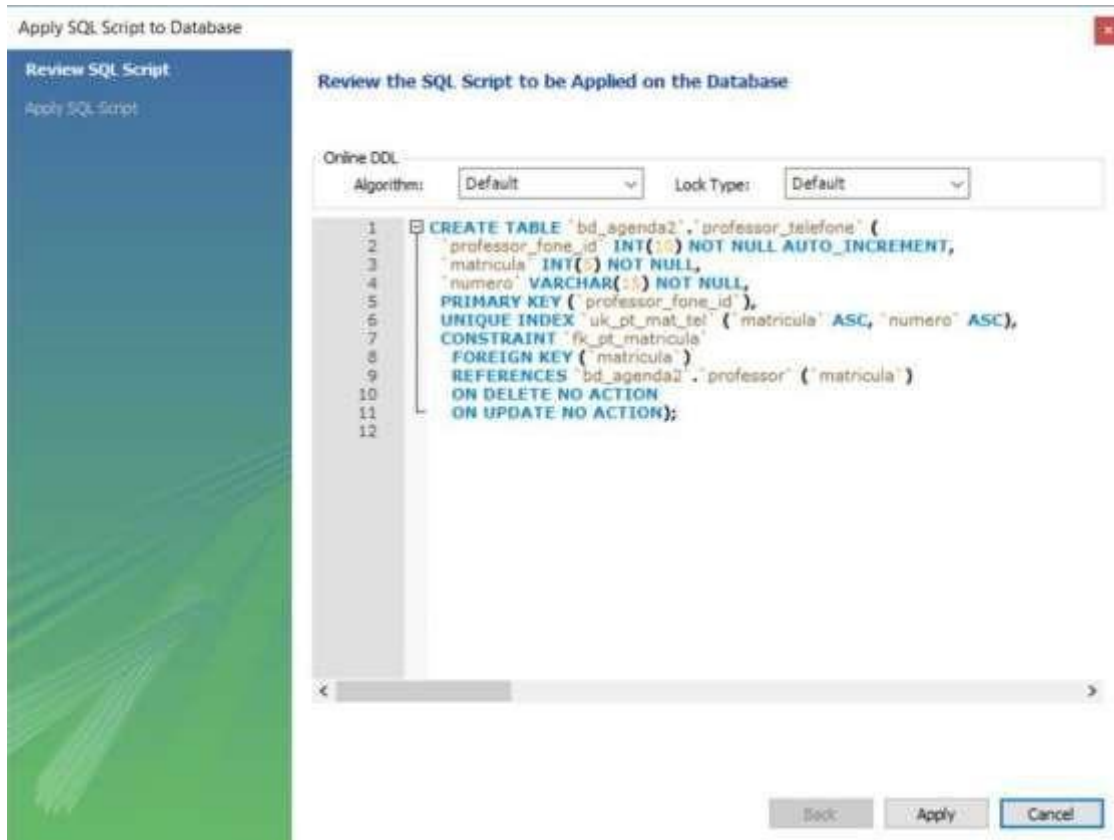 Apply SQL Script to Database
Review SQL Script
Apply SQL Script
Review the SQL Script to be Applied on the Database
Online DDL
Algorithm: Default Lock Type: Default
1 CREATE TABLE `bd_agenda2`.`professor_telefone` (
2 `professor_fone_id` INT(10) NOT NULL AUTO_INCREMENT,
3 `matricula` INT( ) NOT NULL,
4 `numero` VARCHAR(15) NOT NULL,
5 PRIMARY KEY (`professor_fone_id`),
6 UNIQUE INDEX `uk_pt_mat_tel` (`matricula` ASC, `numero` ASC),
7 CONSTRAINT `fk_pt_matricula`
8 FOREIGN KEY (`matricula`)
9 REFERENCES `bd_agenda2`.`professor` (`matricula`)
10 ON DELETE NO ACTION
11 ON UPDATE NO ACTION);
12
Back Apply Cancel